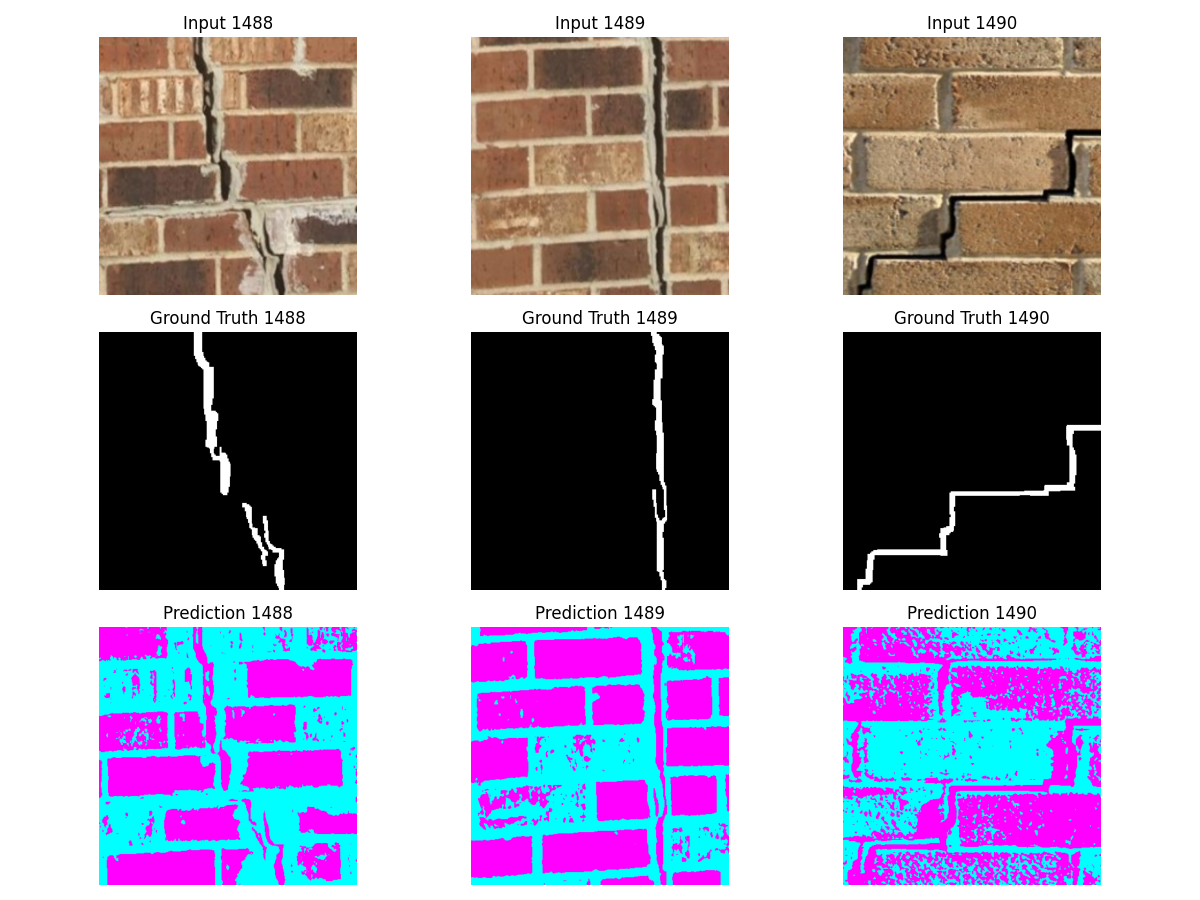 Input 1488
Input 1489
Input 1490
Ground Truth 1488
Ground Truth 1489
Ground Truth 1490
Prediction 1488
Prediction 1489
Prediction 1490